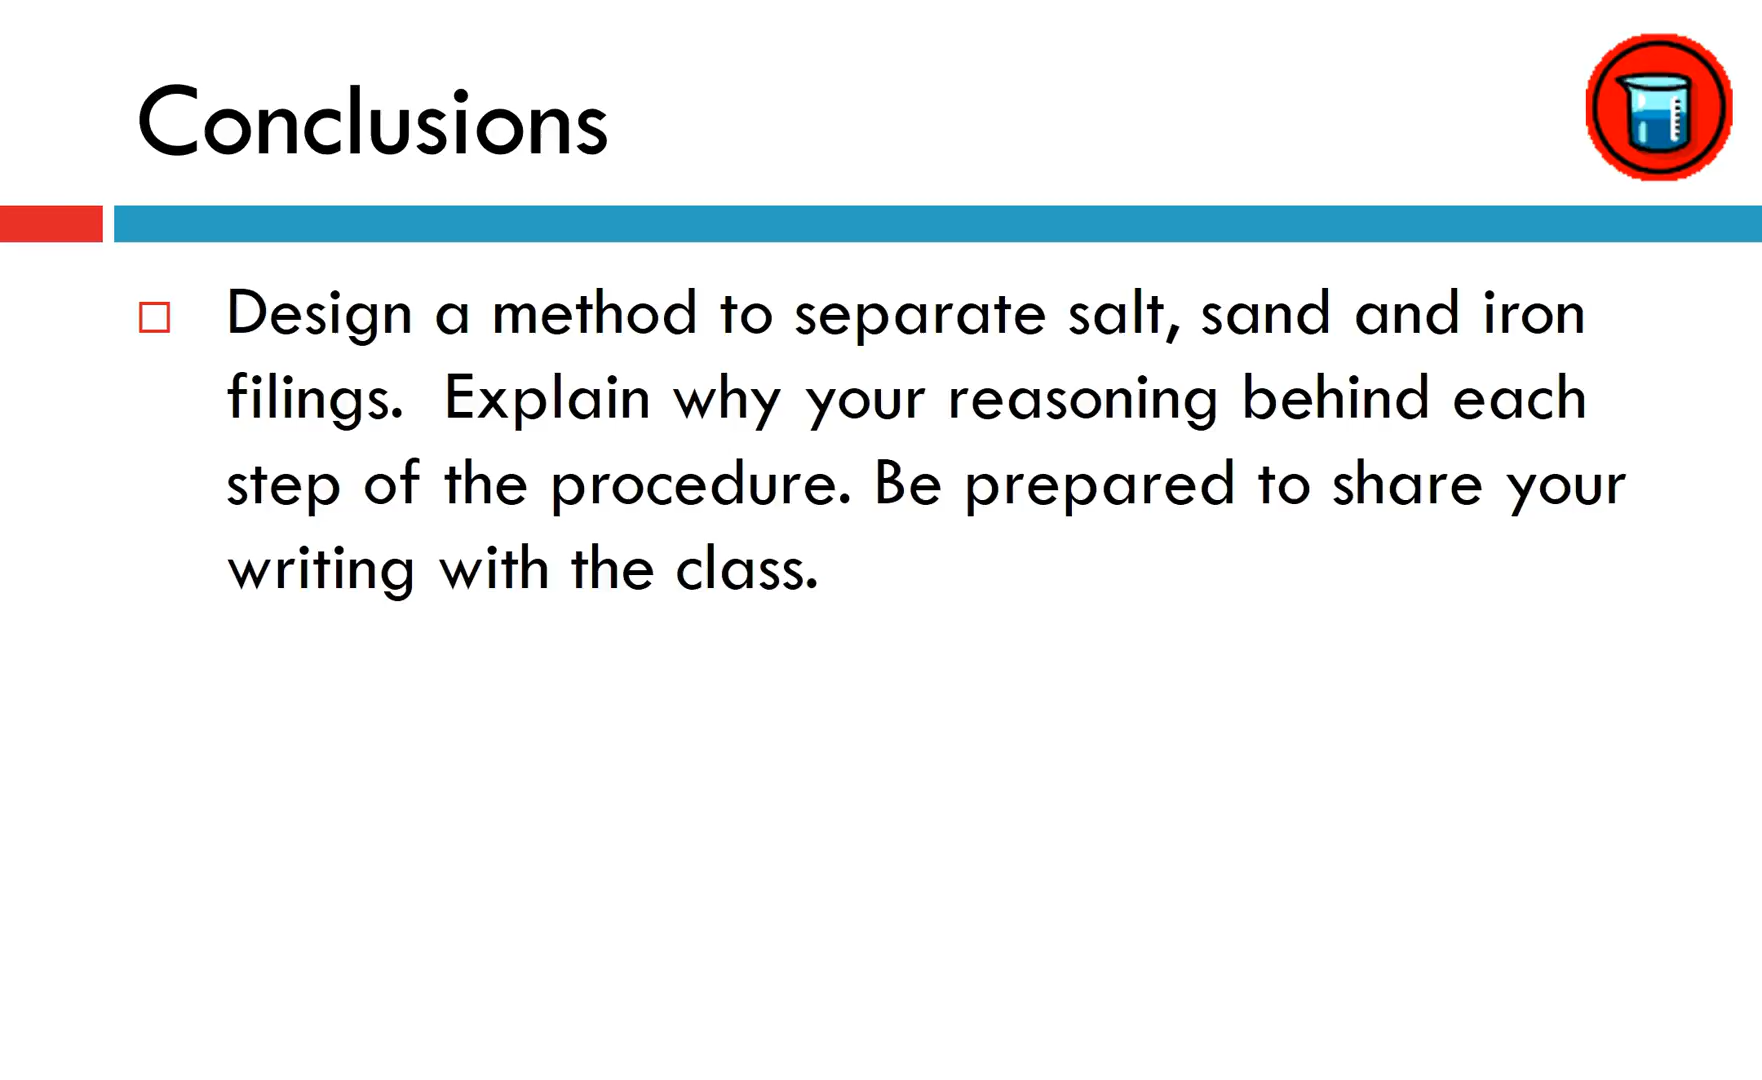 Conclusions
Design a method to separate salt, sand and iron
filings.  Explain why your reasoning behind each
step of the procedure. Be prepared to share your
writing with the class.